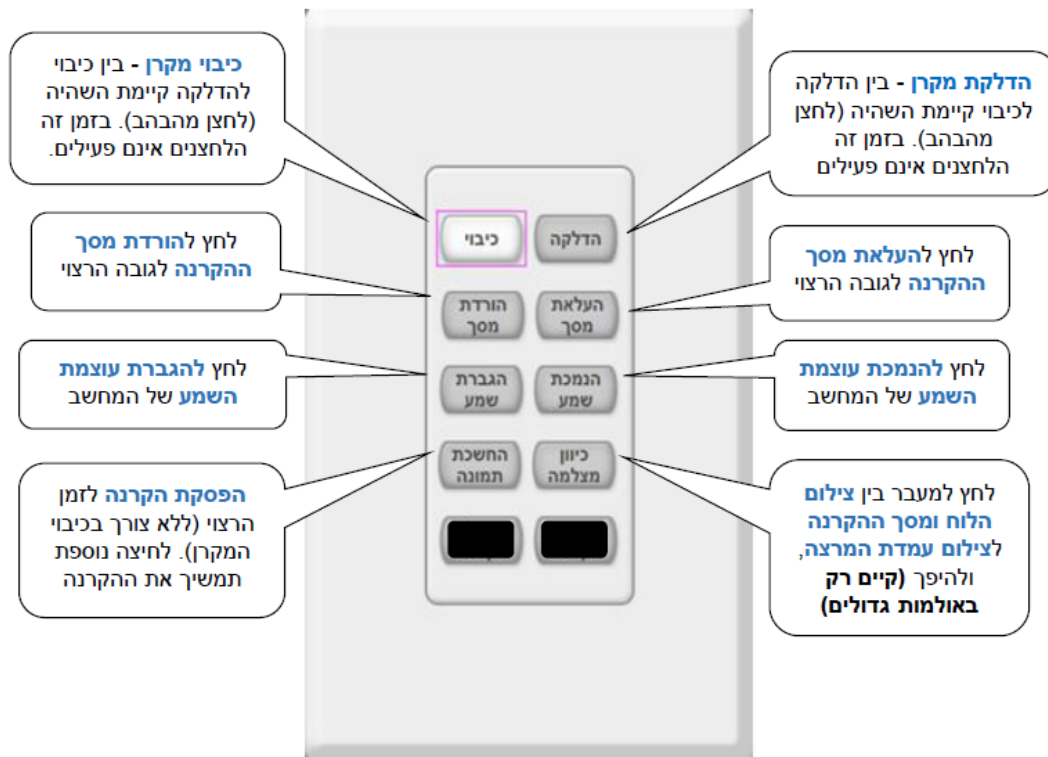 הדלקת מקרן - בין הדלקה
לכיבוי קיימת השהיה (לחצן
מהבהב). בזמן זה
הלחצנים אינם פעילים
כיבוי מקרן - בין כיבוי
להדלקה קיימת השהיה
(לחצן מהבהב). בזמן זה
הלחצנים אינם פעילים.
הדלקה
כיבוי
לחץ להעלאת מסך
ההקרנה לגובה הרצוי
לחץ להורדת מסך
ההקרנה לגובה הרצוי
העלאת
מסך
הורדת
מסך
לחץ להנמכת עוצמת
השמע של המחשב
לחץ להגברת עוצמת
השמע של המחשב
הנמכת
שמע
הגברת
שמע
כיוון
מצלמה
החשכת
תמונה
לחץ למעבר בין צילום
הלוח ומסך ההקרנה
לצילום עמדת המרצה,
ולהיפך (קיים רק
באולמות גדולים)
הפסקת הקרנה לזמן
הרצוי (ללא צורך בכיבוי
המקרן). לחיצה נוספת
תמשיך את ההקרנה